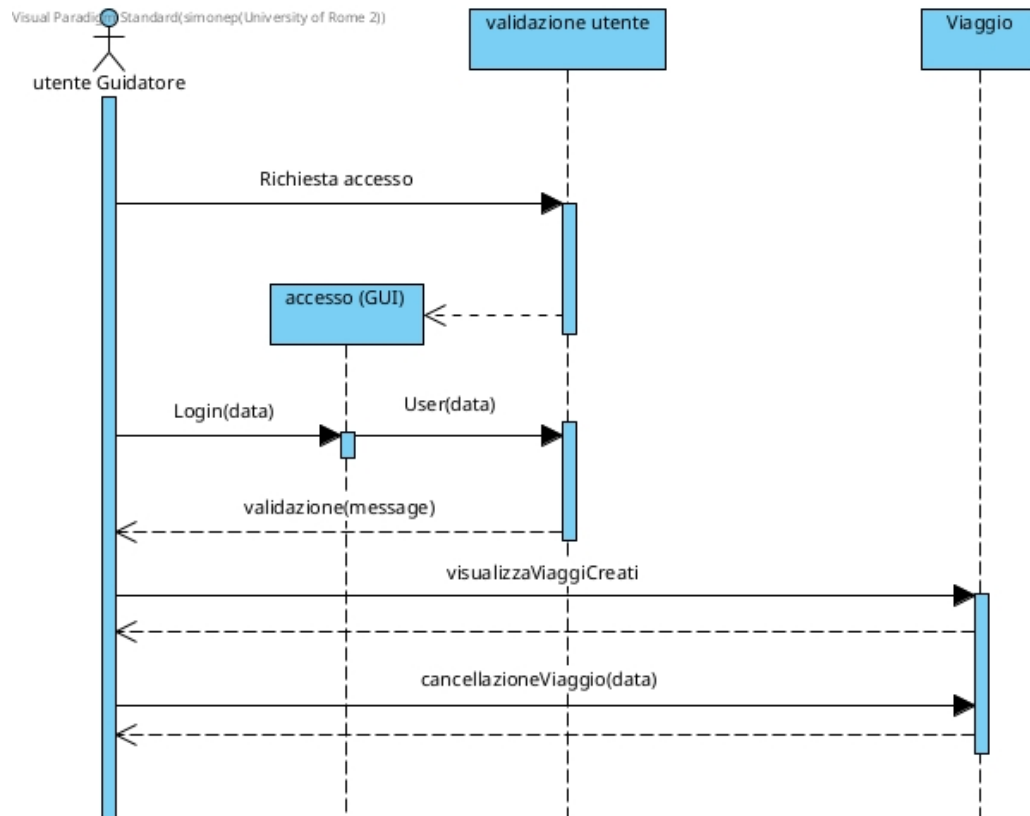 Visual Paradigm Standard(simonep(University of Rome 2))
validazione utente
Viaggio
utente Guidatore
Richiesta accesso
accesso (GUI)
User(data)
Login(data)
validazione(message)
visualizzaViaggiCreati
cancellazioneViaggio(data)